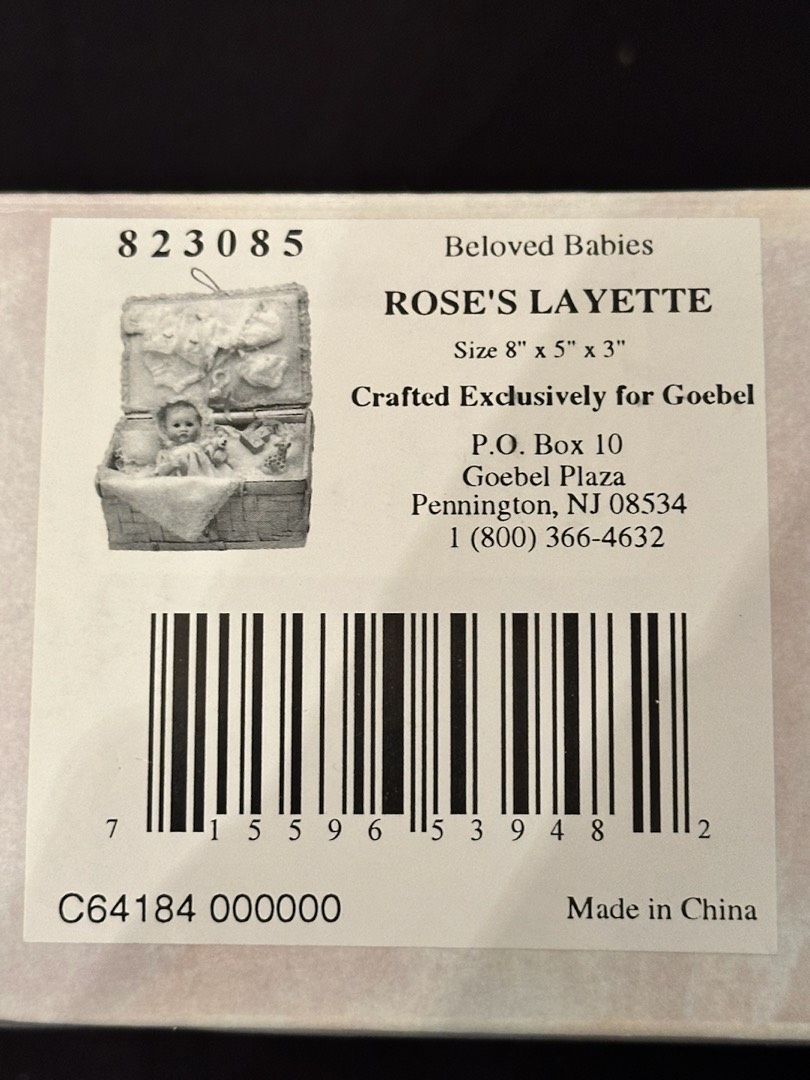 823085
Beloved Babies
ROSE'S LAYETTE
Size 8" x 5" x 3"
Crafted Exclusively for Goebel
P.O. Box 10
Goebel Plaza
Pennington, NJ 08534
1 (800) 366-4632
7 15596 53948 2
C64184 000000
Made in China